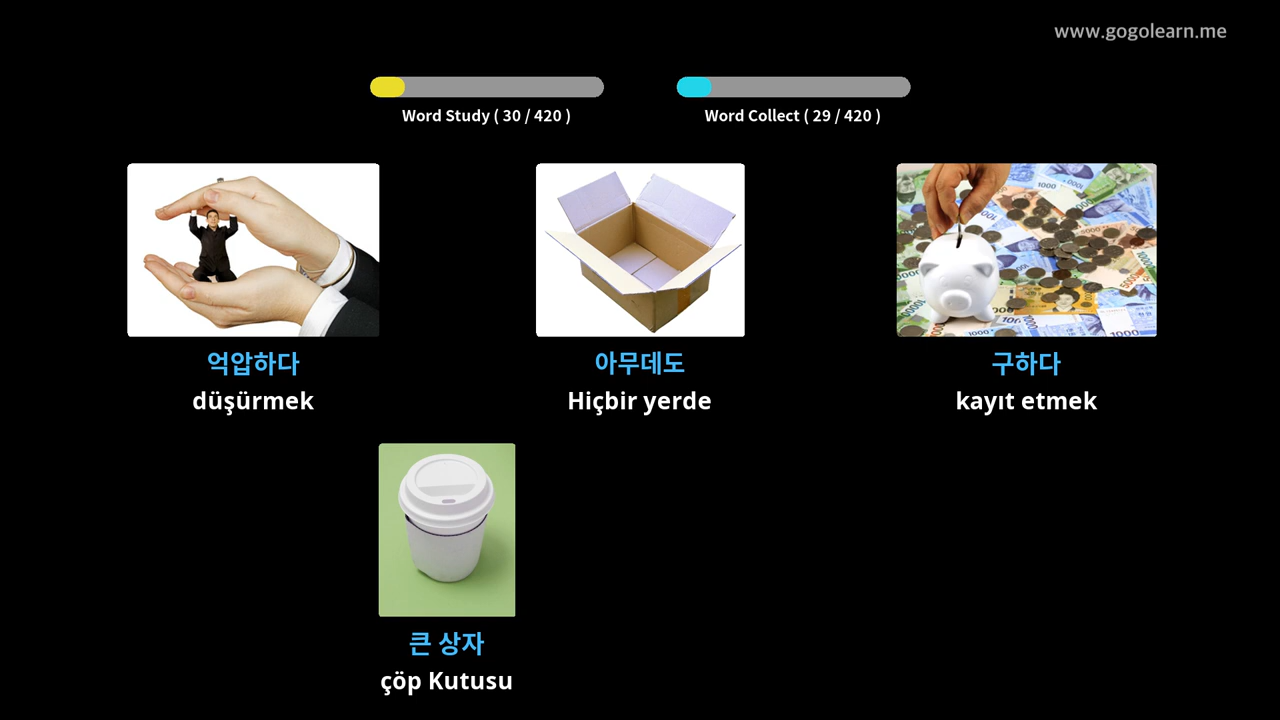 www.gogolearn.me
Word Study ( 30 / 420 )
Word Collect ( 29 / 420 )
억압하다
düşürmek
아무데도
Hiçbir yerde
구하다
kayıt etmek
큰 상자
çöp Kutusu